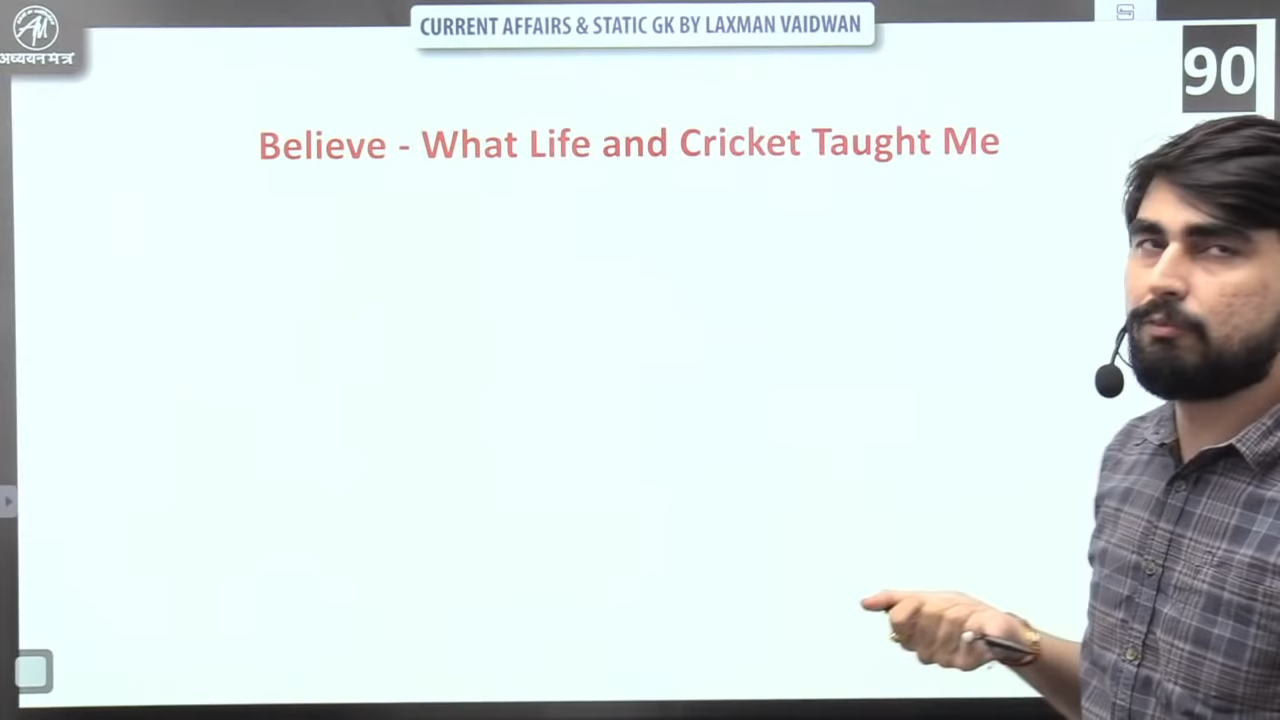 CURRENT AFFAIRS & STATIC GK BY LAXMAN VAIDWAN
अध्ययन मंत्रा
90
Believe - What Life and Cricket Taught Me